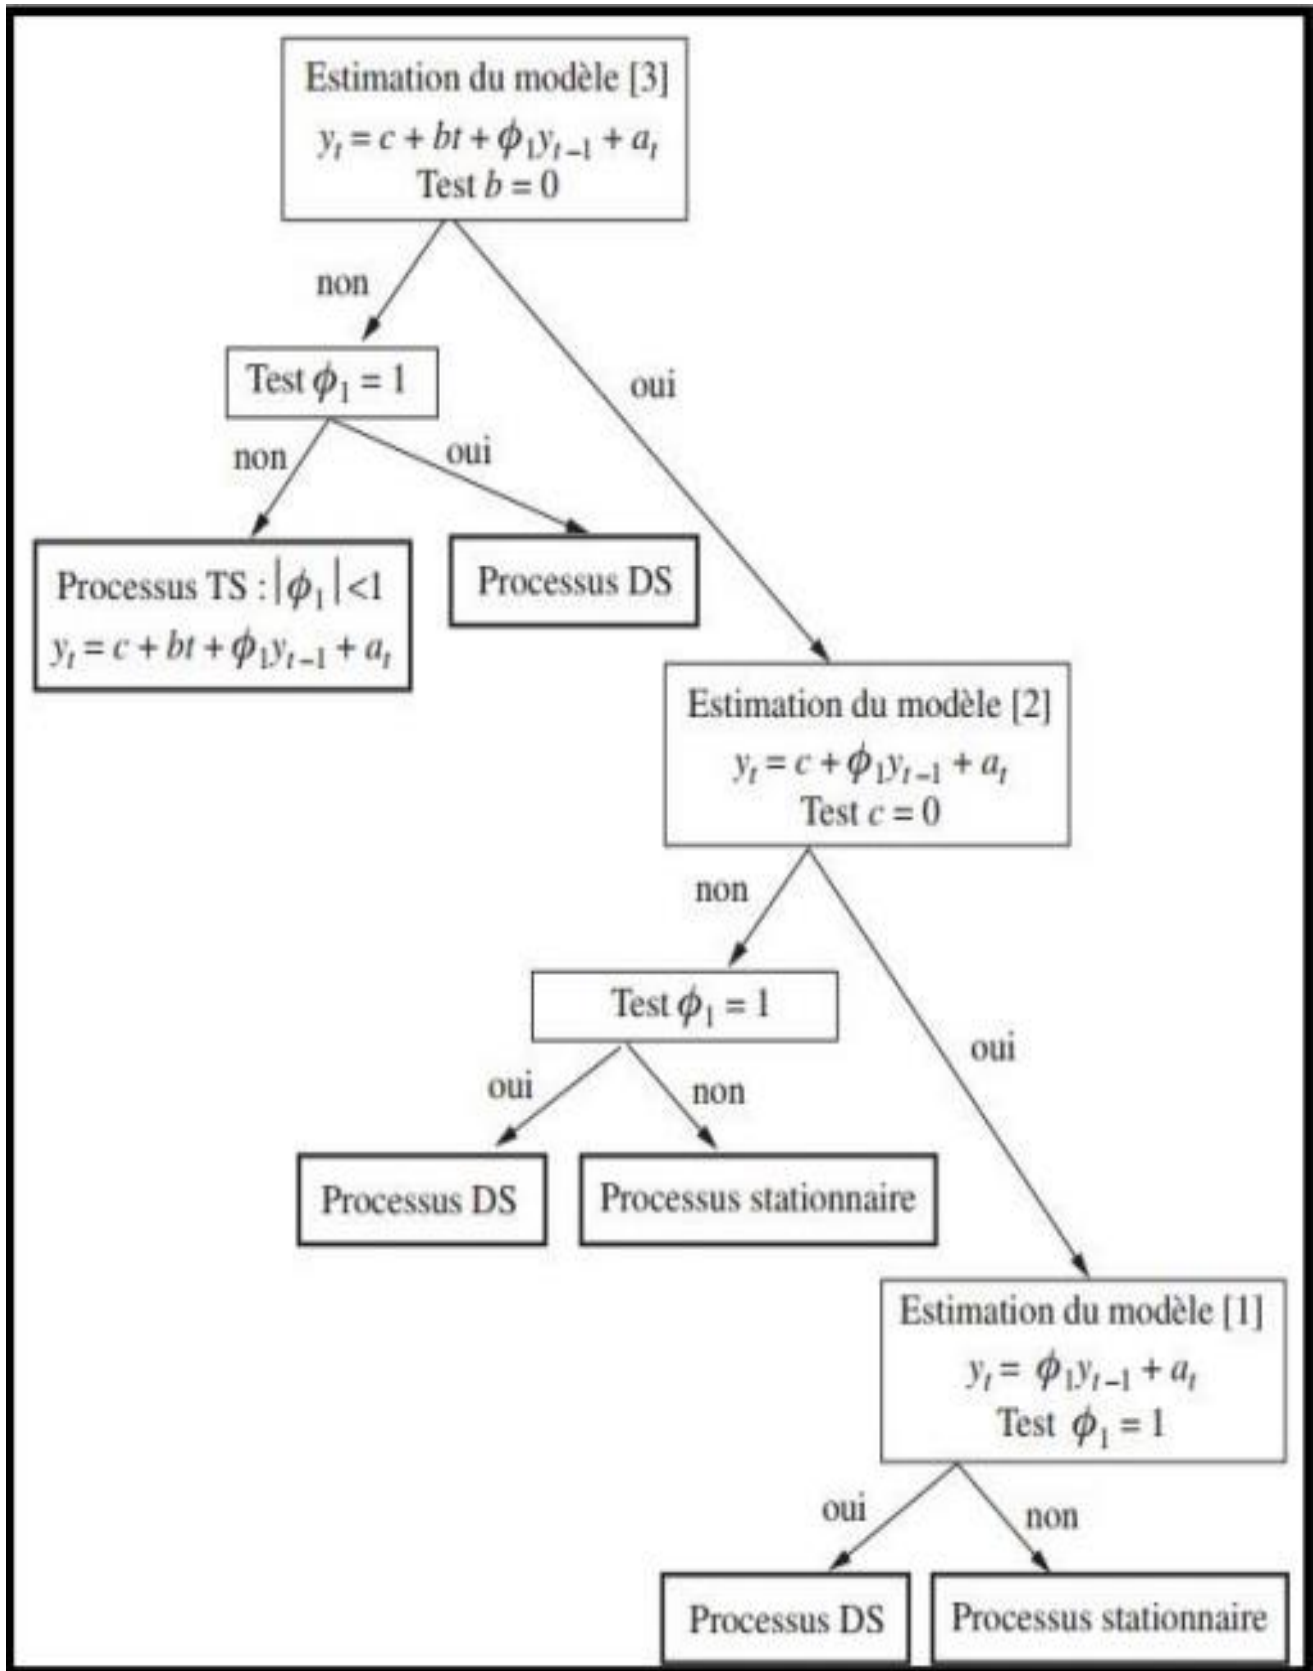 Estimation du modèle [3]
yₜ = c + bt + ϕ₁yₜ₋₁ + aₜ
Test b = 0
non
oui
Test ϕ₁ = 1
non
oui
Processus TS : |ϕ₁| <1
yₜ = c + bt + ϕ₁yₜ₋₁ + aₜ
Processus DS
Estimation du modèle [2]
yₜ = c + ϕ₁yₜ₋₁ + aₜ
Test c = 0
non
oui
Test ϕ₁ = 1
oui
non
Processus DS
Processus stationnaire
Estimation du modèle [1]
yₜ = ϕ₁yₜ₋₁ + aₜ
Test ϕ₁ = 1
oui
non
Processus DS
Processus stationnaire